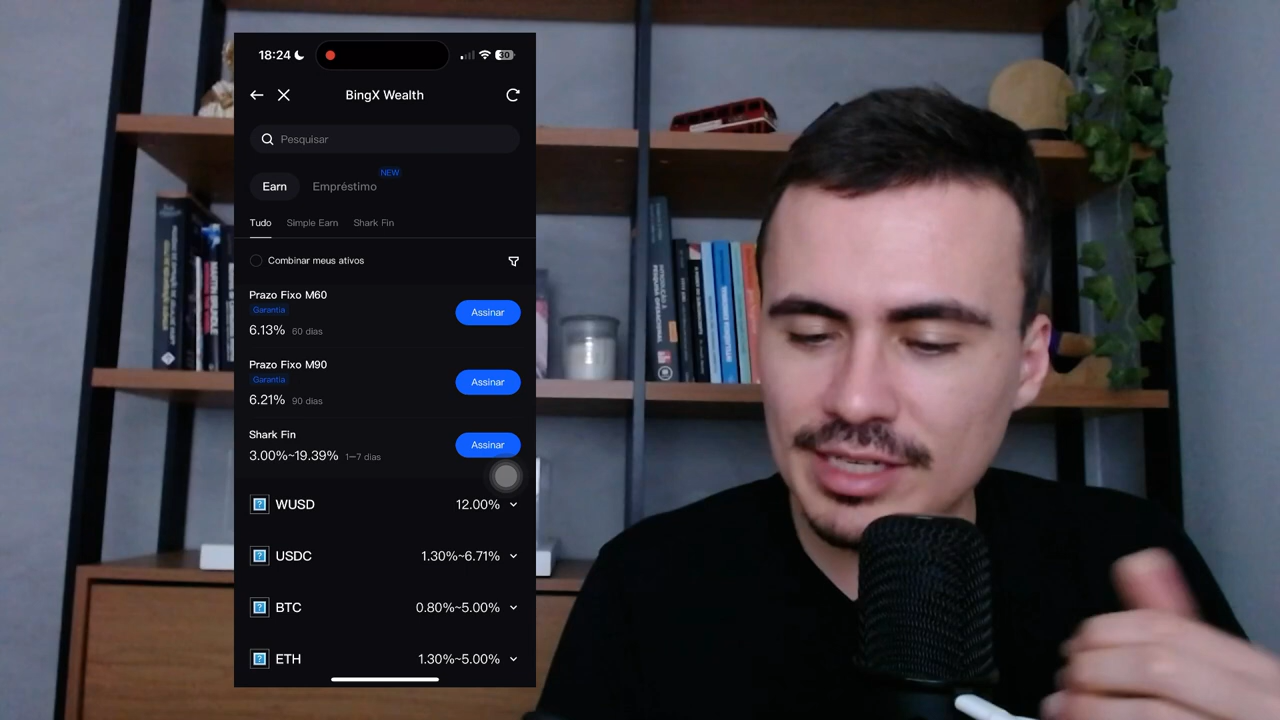 18:24
30
BingX Wealth
Pesquisar
NEW
Earn
Empréstimo
Tudo
Simple Earn
Shark Fin
Combinar meus ativos
Prazo Fixo M60
Garantia
6.13% 60 dias
Assinar
Prazo Fixo M90
Garantia
6.21% 90 dias
Assinar
Shark Fin
3.00%~19.39% 1–7 dias
Assinar
WUSD 12.00%
USDC 1.30%~6.71%
BTC 0.80%~5.00%
ETH 1.30%~5.00%